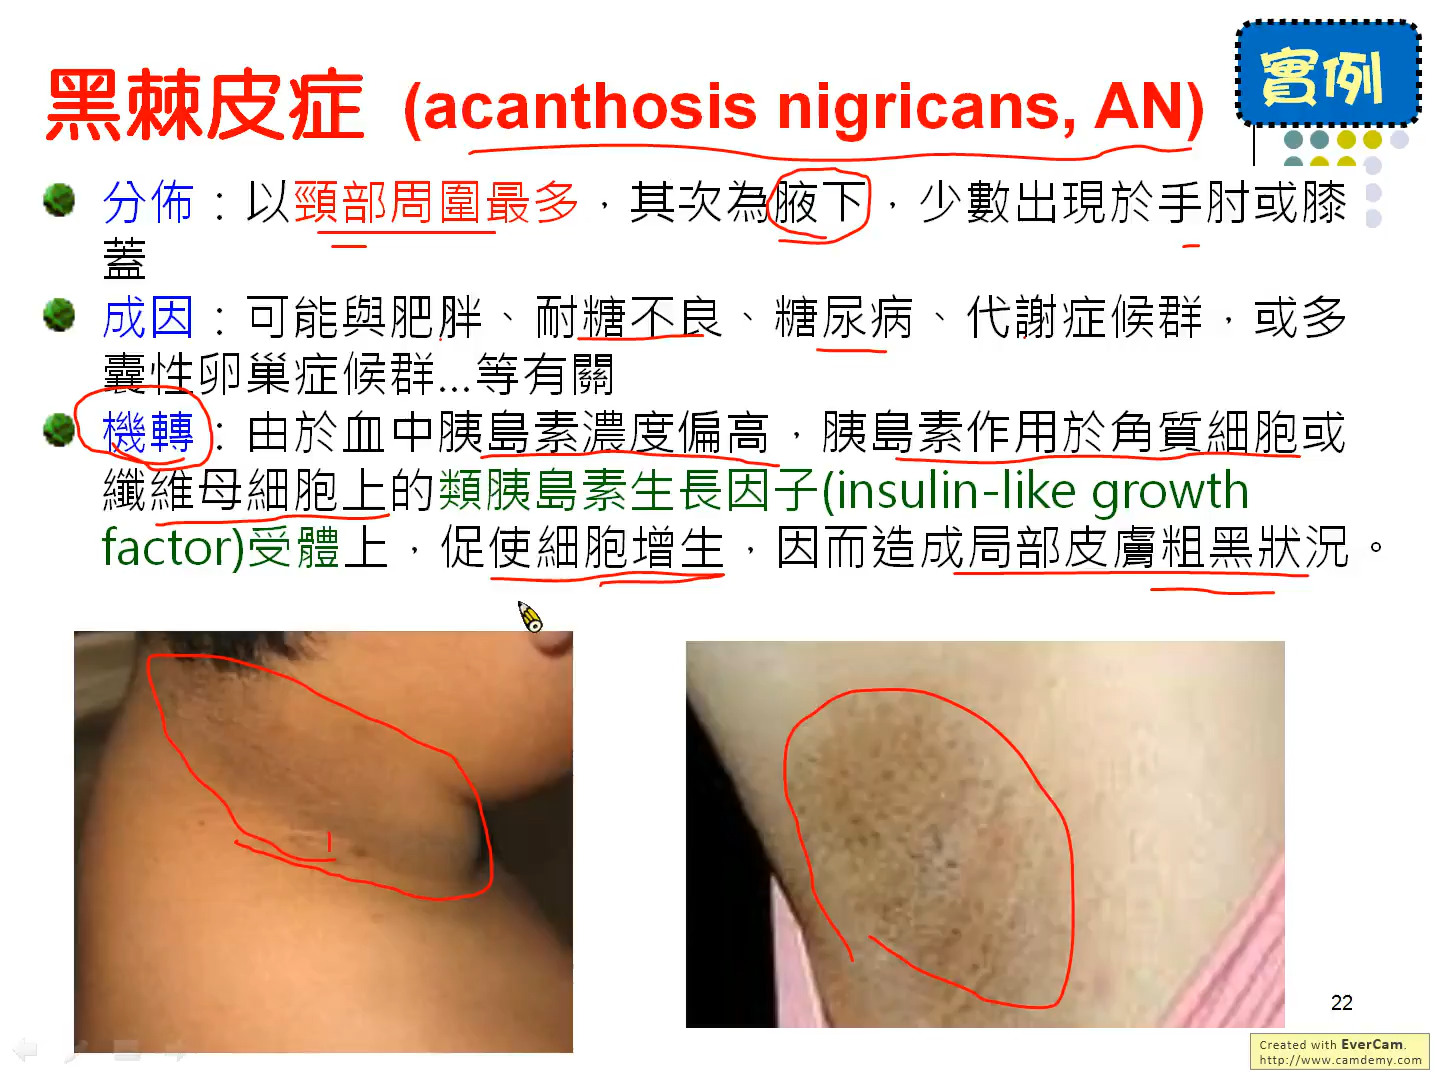 實例
黑棘皮症 (acanthosis nigricans, AN)
分佈：以頸部周圍最多，其次為腋下，少數出現於手肘或膝
蓋
成因：可能與肥胖、耐糖不良、糖尿病、代謝症候群，或多
囊性卵巢症候群...等有關
機轉：由於血中胰島素濃度偏高，胰島素作用於角質細胞或
纖維母細胞上的類胰島素生長因子(insulin-like growth
factor)受體上，促使細胞增生，因而造成局部皮膚粗黑狀況。
22
Created with EverCam.
http://www.camdemy.com